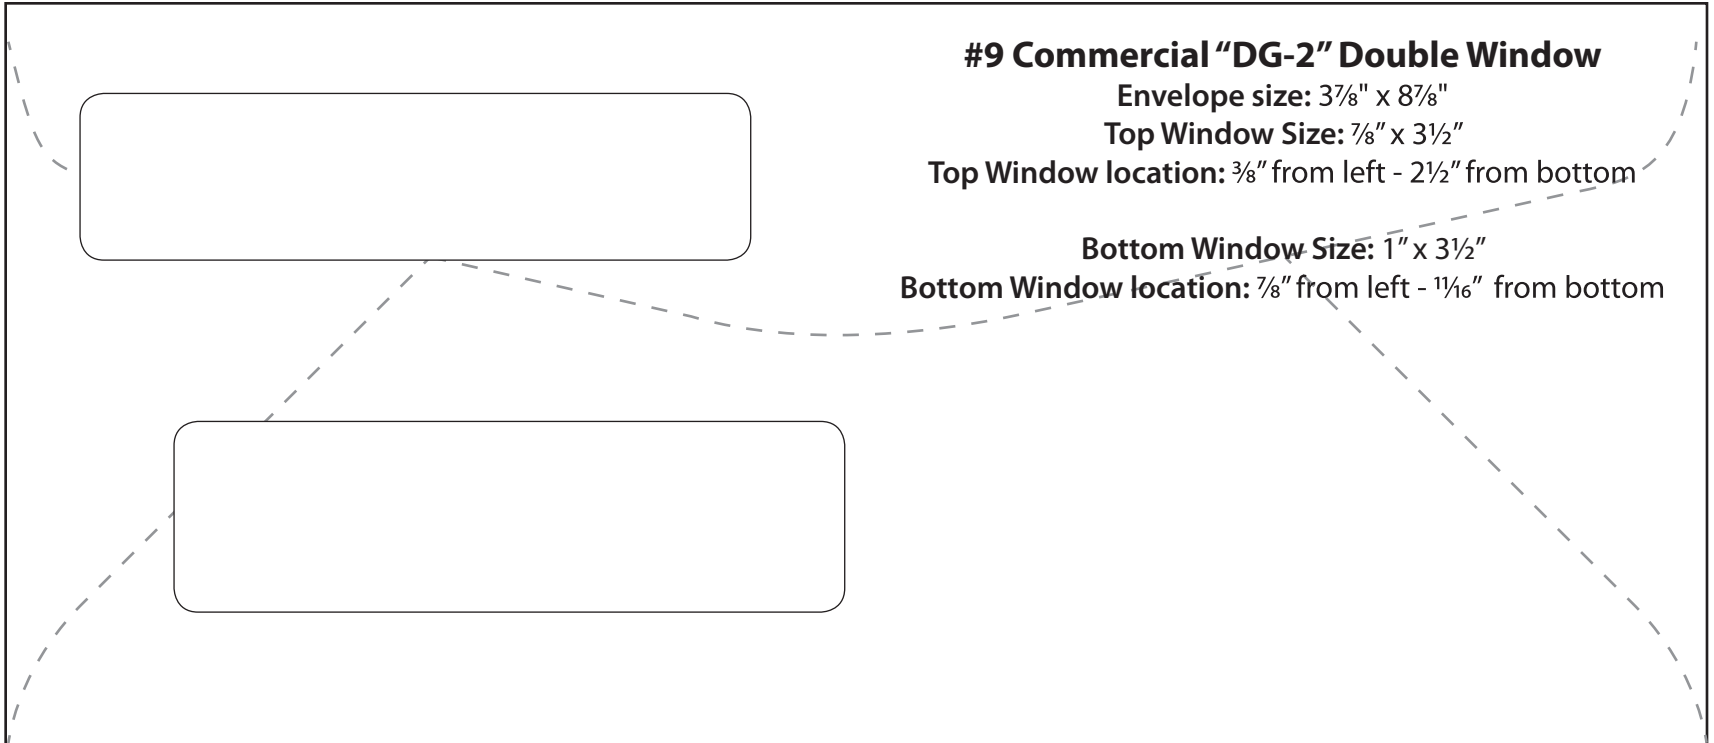 #9 Commercial “DG-2” Double Window
Envelope size: 3⅞" x 8⅞"
Top Window Size: ⅞” x 3½”
Top Window location: ⅜” from left - 2½” from bottom
Bottom Window Size: 1” x 3½”
Bottom Window location: ⅞” from left - 11⁄16” from bottom